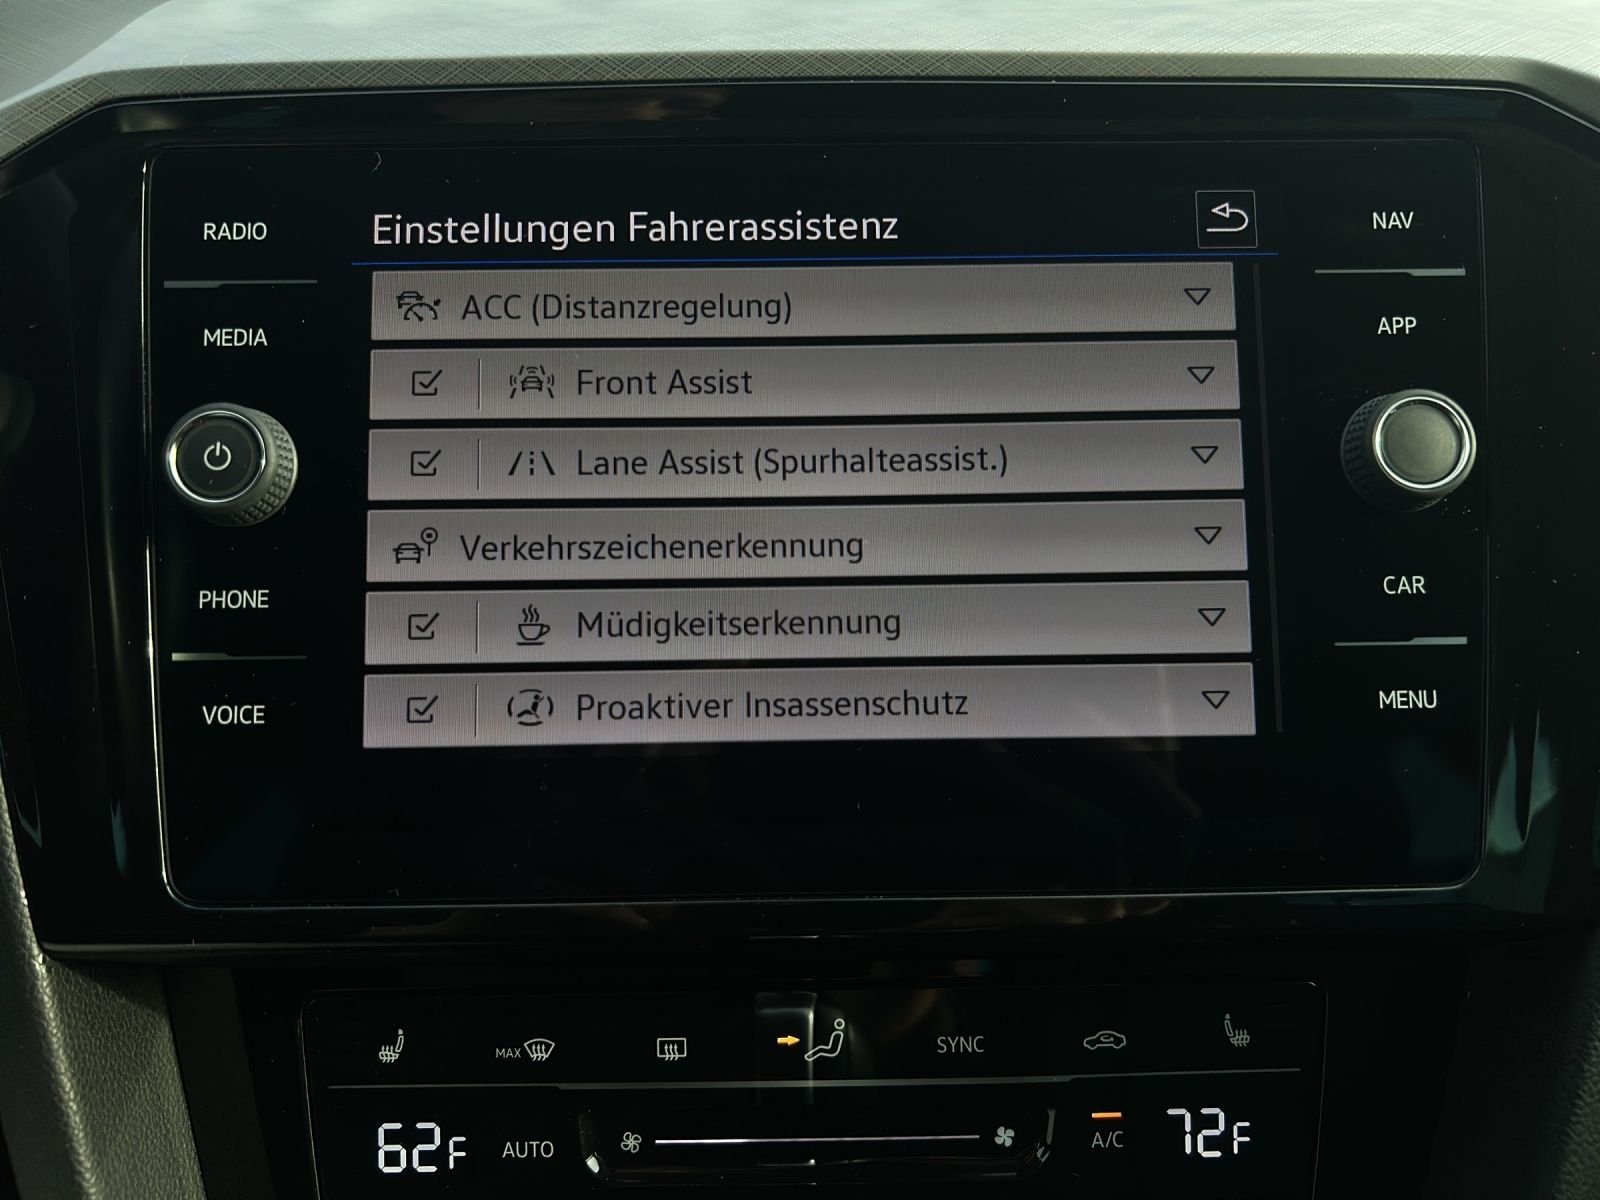 RADIO
MEDIA
PHONE
VOICE
Einstellungen Fahrerassistenz
ACC (Distanzregelung)
Front Assist
Lane Assist (Spurhalteassist.)
Verkehrszeichenerkennung
Müdigkeitserkennung
Proaktiver Insassenschutz
NAV
APP
CAR
MENU
MAX
SYNC
62F
AUTO
A/C
72F